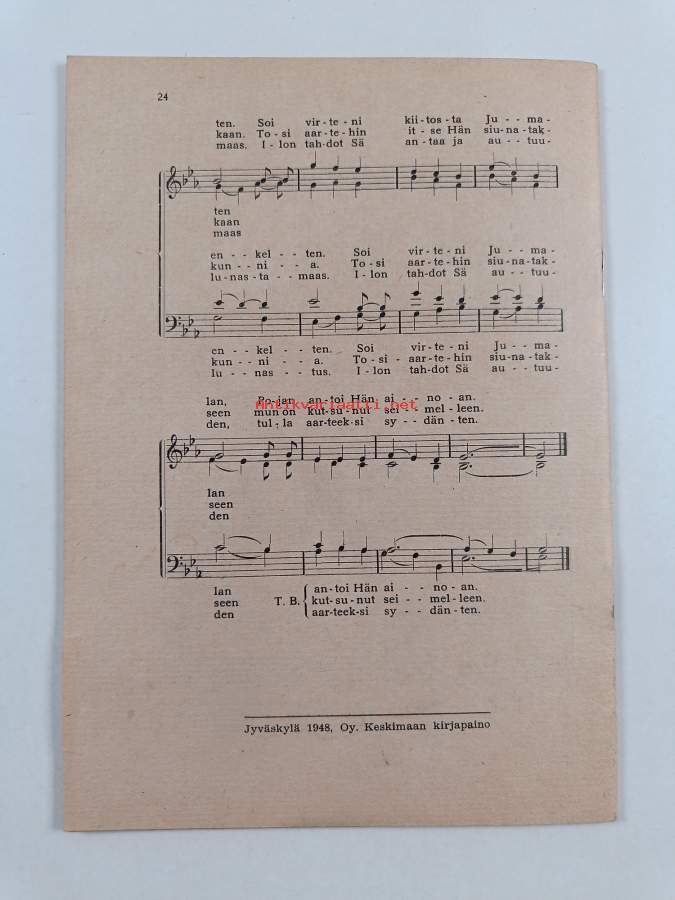 24
ten. Soi vir-te-ni kii-tos-ta Ju - - ma-
kaan. To-si aar-te-hin it-se Hän siu-na-tak-
maas. I-lon tah-dot Sä an-taa ja au - - tuu-
ten
kaan
maas
en - - kel - - ten. Soi vir-te-ni Ju - - ma-
kun - - ni - - a. To-si aar-te-hin siu-na-tak-
lu-nas-ta - - maas. I-lon tah-dot Sä au - - tuu-
en - - kel - - ten. Soi vir-te-ni Ju - - ma-
kun - - ni - - a. To-si - aar-te-hin siu-na-tak-
lu - - nas - - tus. I-lon tah-dot Sä au - - tuu-
lan, Po-jan an-toi Hän ai - - no-an.
seen mun on kut-su-nut sei - - mel-leen.
den, tul-la aar-teek-si sy - - dän-ten.
antikvariaatti.net
lan
seen
den
lan an-toi Hän ai - - no-an.
seen T. B. kut-su-nut sei - - mel-leen.
den aar-teek-si sy - - dän-ten.
Jyväskylä 1948, Oy. Keskimaan kirjapaino